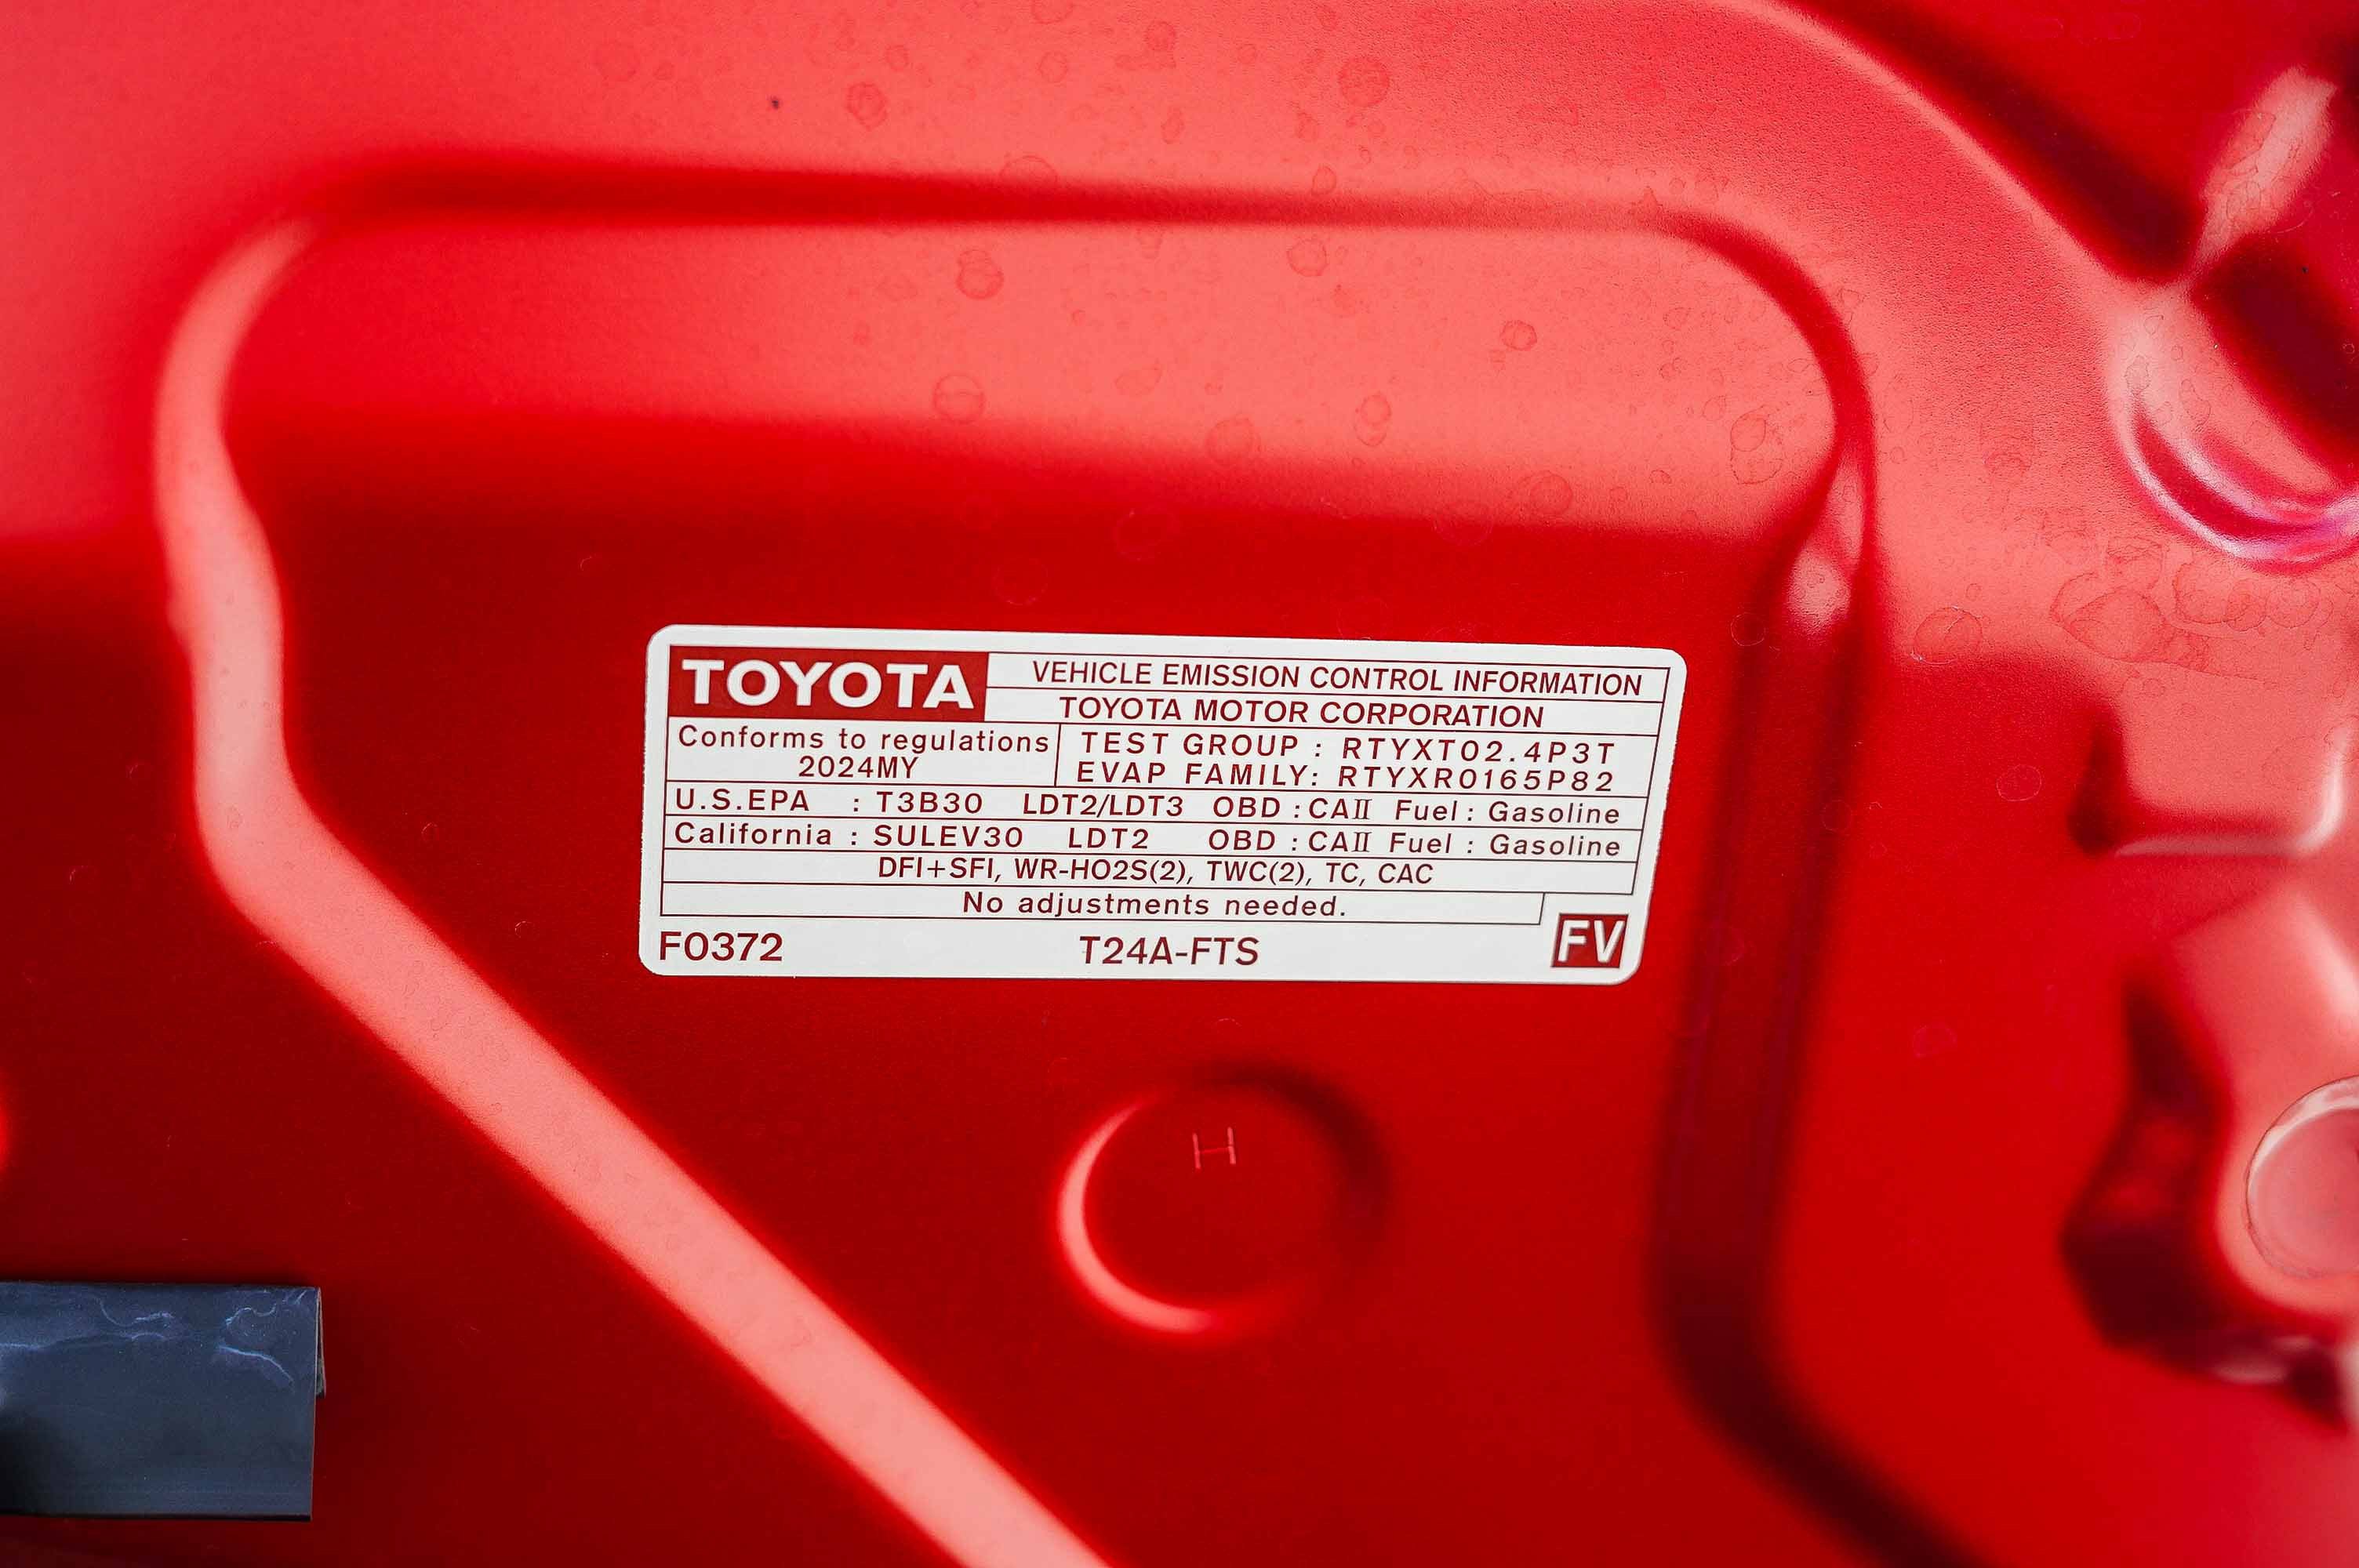 TOYOTA
VEHICLE EMISSION CONTROL INFORMATION
TOYOTA MOTOR CORPORATION
Conforms to regulations
2024MY
TEST GROUP : RTYXT02.4P3T
EVAP FAMILY: RTYXR0165P82
U.S.EPA : T3B30 LDT2/LDT3 OBD : CAⅡ Fuel : Gasoline
California : SULEV30 LDT2 OBD : CAⅡ Fuel : Gasoline
DFI+SFI, WR-HO2S(2), TWC(2), TC, CAC
No adjustments needed.
F0372 T24A-FTS FV
H